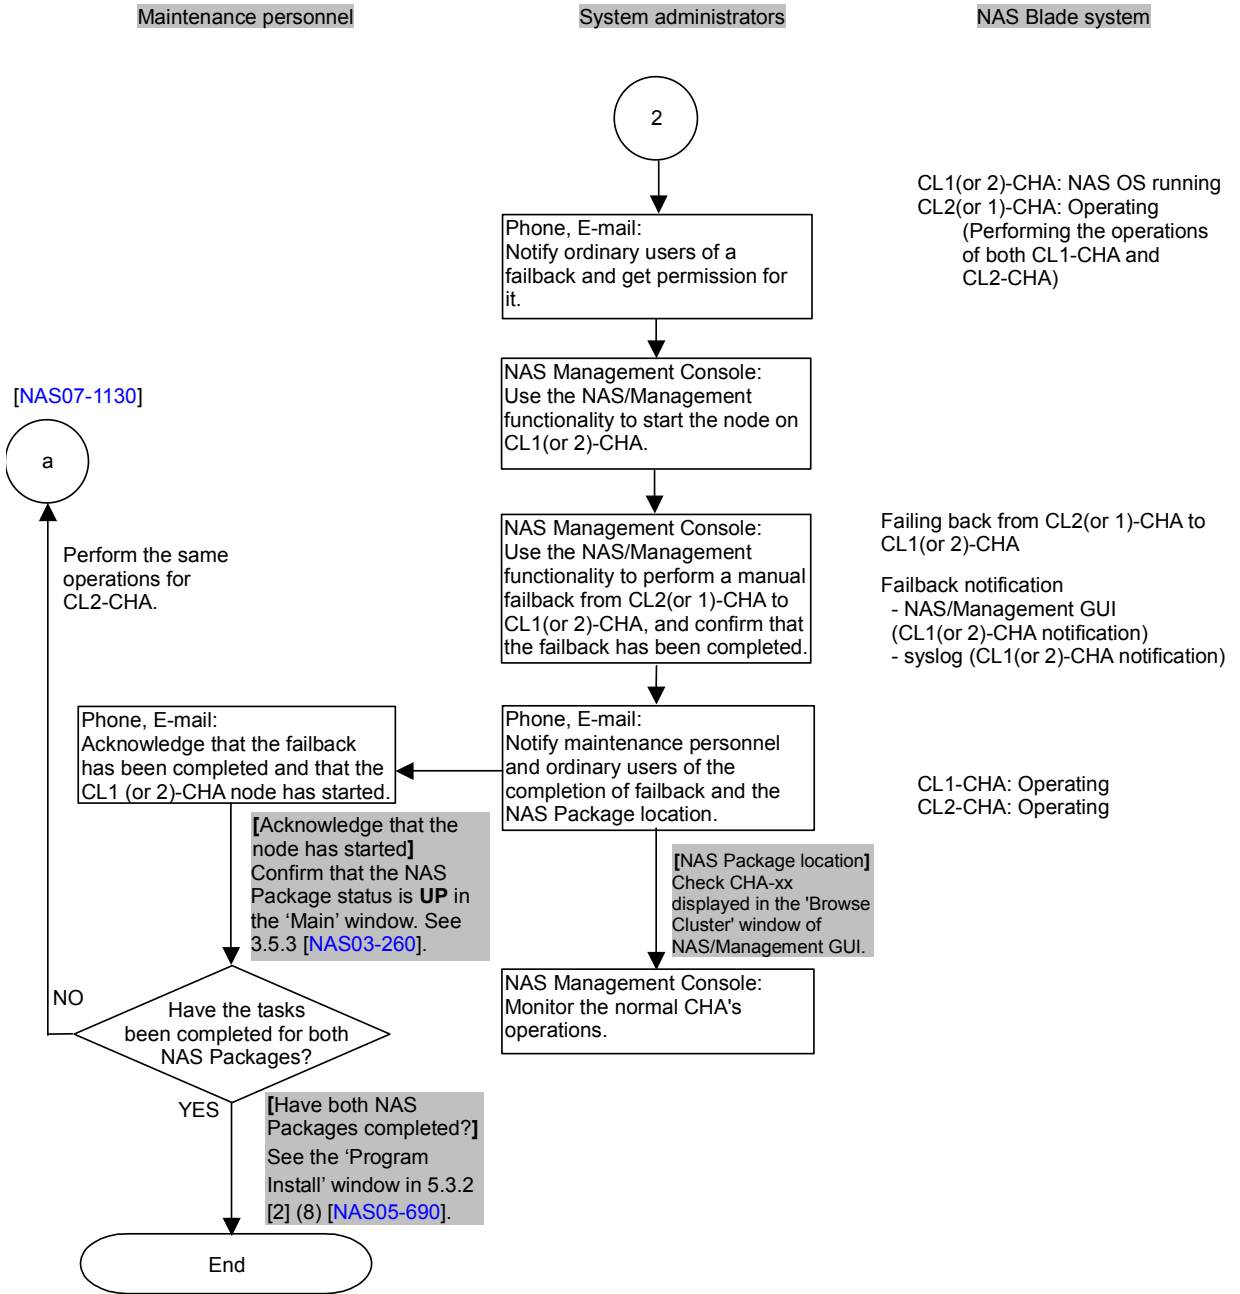 Maintenance personnel
System administrators
NAS Blade system
2
CL1(or 2)-CHA: NAS OS running
CL2(or 1)-CHA: Operating
(Performing the operations
of both CL1-CHA and
CL2-CHA)
Phone, E-mail:
Notify ordinary users of a
failback and get permission for
it.
NAS Management Console:
Use the NAS/Management
functionality to start the node on
CL1(or 2)-CHA.
[NAS07-1130]
a
Perform the same
operations for
CL2-CHA.
NAS Management Console:
Use the NAS/Management
functionality to perform a manual
failback from CL2(or 1)-CHA to
CL1(or 2)-CHA, and confirm that
the failback has been completed.
Failing back from CL2(or 1)-CHA to
CL1(or 2)-CHA
Failback notification
- NAS/Management GUI
(CL1(or 2)-CHA notification)
- syslog (CL1(or 2)-CHA notification)
Phone, E-mail:
Acknowledge that the failback
has been completed and that the
CL1 (or 2)-CHA node has started.
Phone, E-mail:
Notify maintenance personnel
and ordinary users of the
completion of failback and the
NAS Package location.
CL1-CHA: Operating
CL2-CHA: Operating
[Acknowledge that the
node has started]
Confirm that the NAS
Package status is UP in
the ‘Main’ window. See
3.5.3 [NAS03-260].
[NAS Package location]
Check CHA-xx
displayed in the 'Browse
Cluster' window of
NAS/Management GUI.
NAS Management Console:
Monitor the normal CHA's
operations.
NO
Have the tasks
been completed for both
NAS Packages?
YES
[Have both NAS
Packages completed?]
See the ‘Program
Install’ window in 5.3.2
[2] (8) [NAS05-690].
End